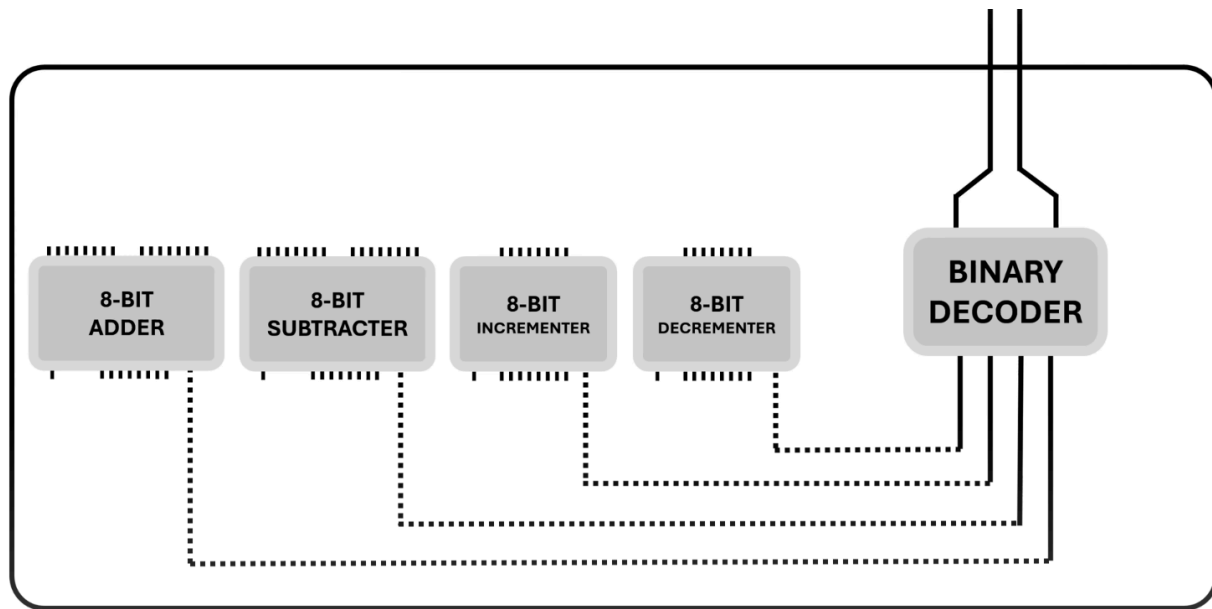 8-BIT
ADDER
8-BIT
SUBTRACTER
8-BIT
INCREMENTER
8-BIT
DECREMENTER
BINARY
DECODER